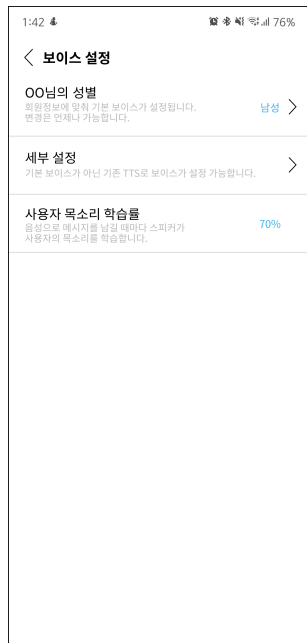 1:42 76%
보이스 설정
OO님의 성별
회원정보에 맞춰 기본 보이스가 설정됩니다.
변경은 언제나 가능합니다.
남성
세부 설정
기본 보이스가 아닌 기존 TTS로 보이스가 설정 가능합니다.
사용자 목소리 학습률
음성으로 메시지를 남길 때마다 스피커가
사용자의 목소리를 학습합니다.
70%